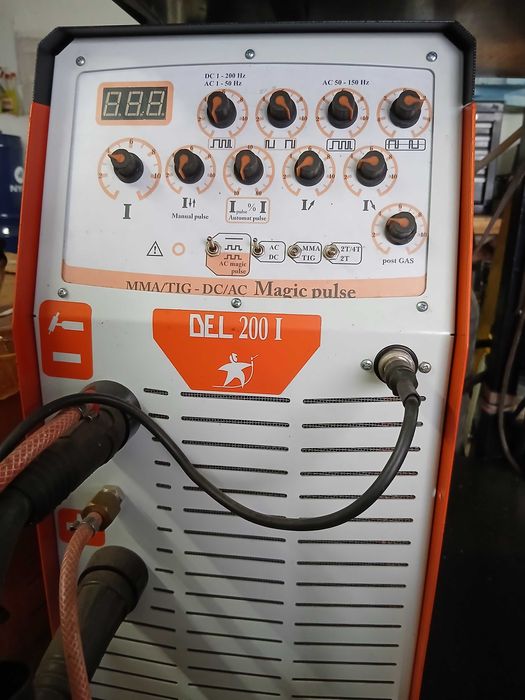 DC 1 - 200 Hz
AC 1 - 50 Hz
AC 50 - 150 Hz
I
I
Manual pulse
I pulse % I
Automat pulse
I
I
post GAS
AC magic
pulse
AC
DC
MMA
TIG
2T/4T
2T
MMA/TIG - DC/AC Magic pulse
DEL 200 I